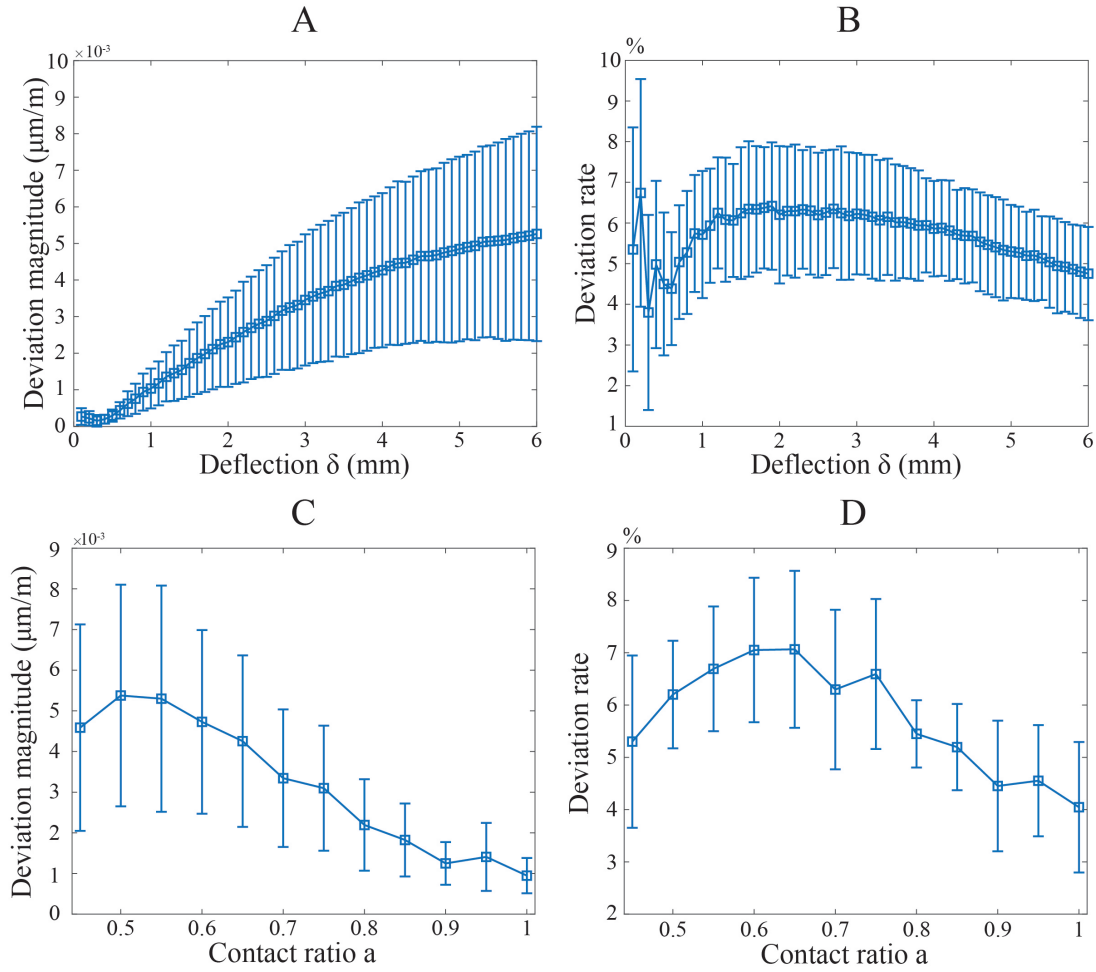 A
×10⁻³
10
9
8
7
6
5
4
3
2
1
0
0 1 2 3 4 5 6
Deviation magnitude (μm/m)
Deflection δ (mm)
B
%
10
9
8
7
6
5
4
3
2
1
0 1 2 3 4 5 6
Deviation rate
Deflection δ (mm)
C
×10⁻³
9
8
7
6
5
4
3
2
1
0
0.5 0.6 0.7 0.8 0.9 1
Deviation magnitude (μm/m)
Contact ratio a
D
%
9
8
7
6
5
4
3
2
0.5 0.6 0.7 0.8 0.9 1
Deviation rate
Contact ratio a